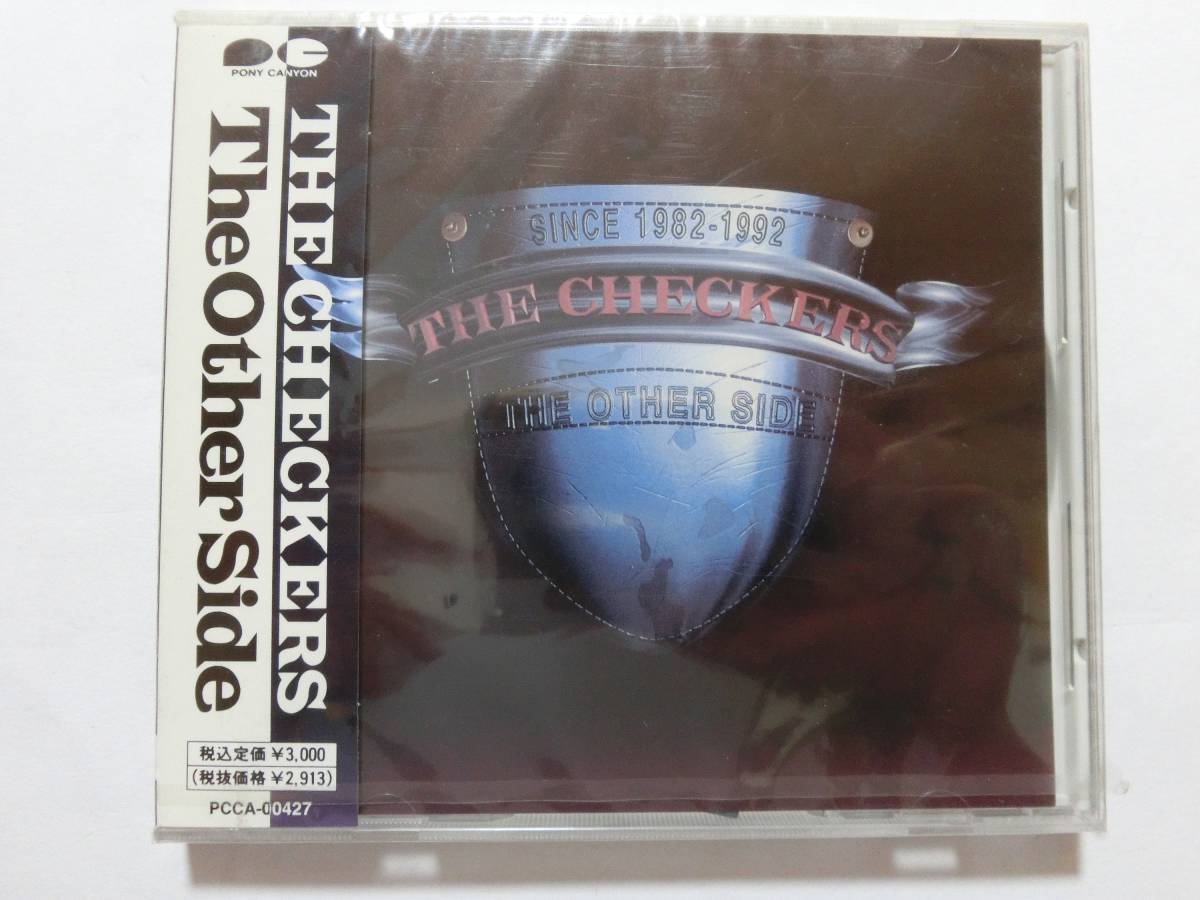 PONY CANYON
THE CHECKERS
The Other Side
税込定価¥3,000
(税抜価格¥2,913)
PCCA-00427
SINCE 1982-1992
THE CHECKERS
THE OTHER SIDE